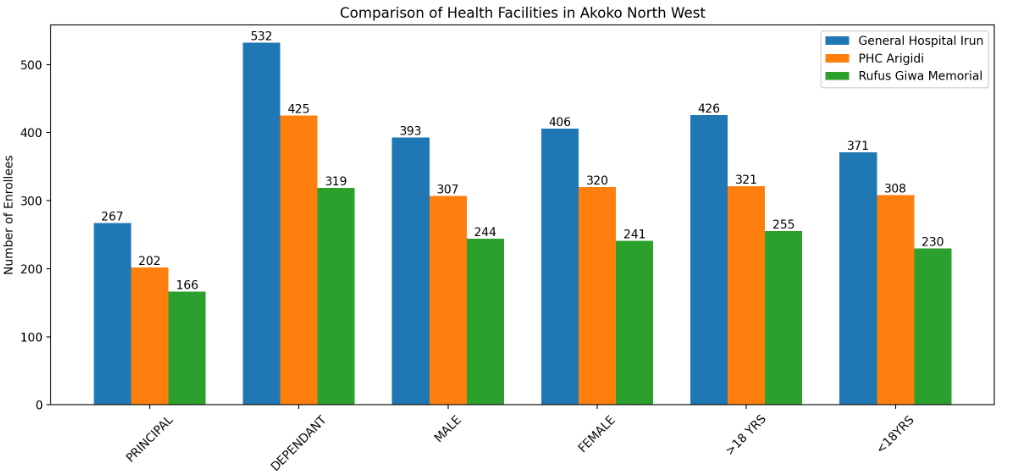 Comparison of Health Facilities in Akoko North West
General Hospital Irun
PHC Arigidi
Rufus Giwa Memorial
Number of Enrollees
500
400
300
200
100
0
267
202
166
532
425
319
393
307
244
406
320
241
426
321
255
371
308
230
PRINCIPAL
DEPENDANT
MALE
FEMALE
>18 YRS
<18YRS